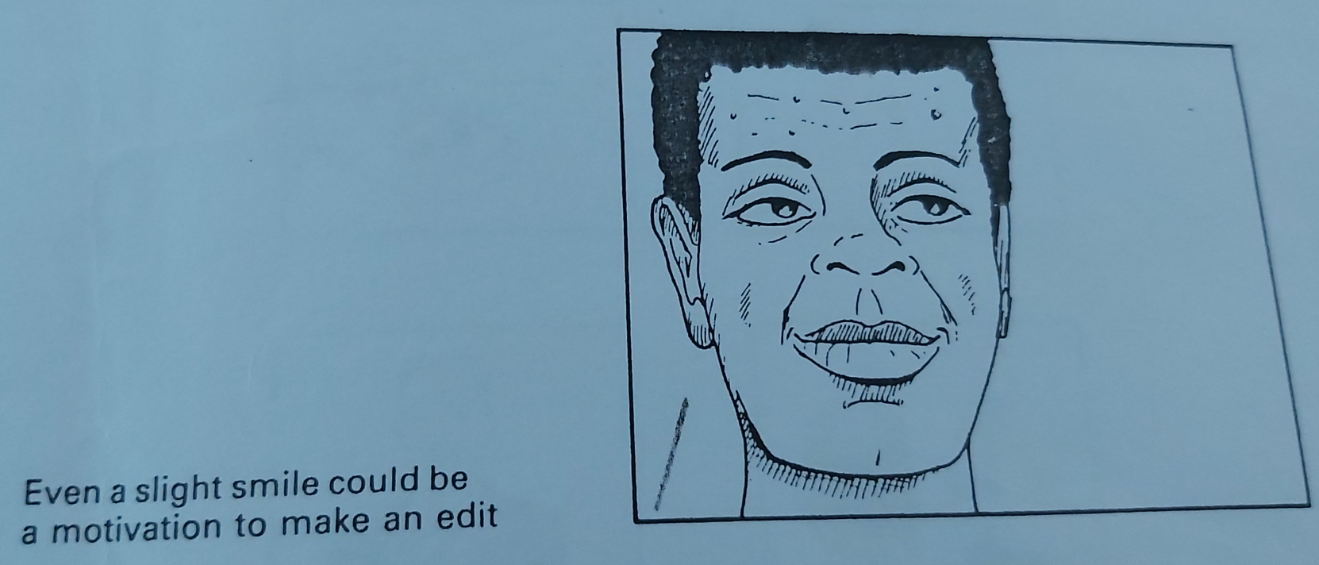 Even a slight smile could be
a motivation to make an edit